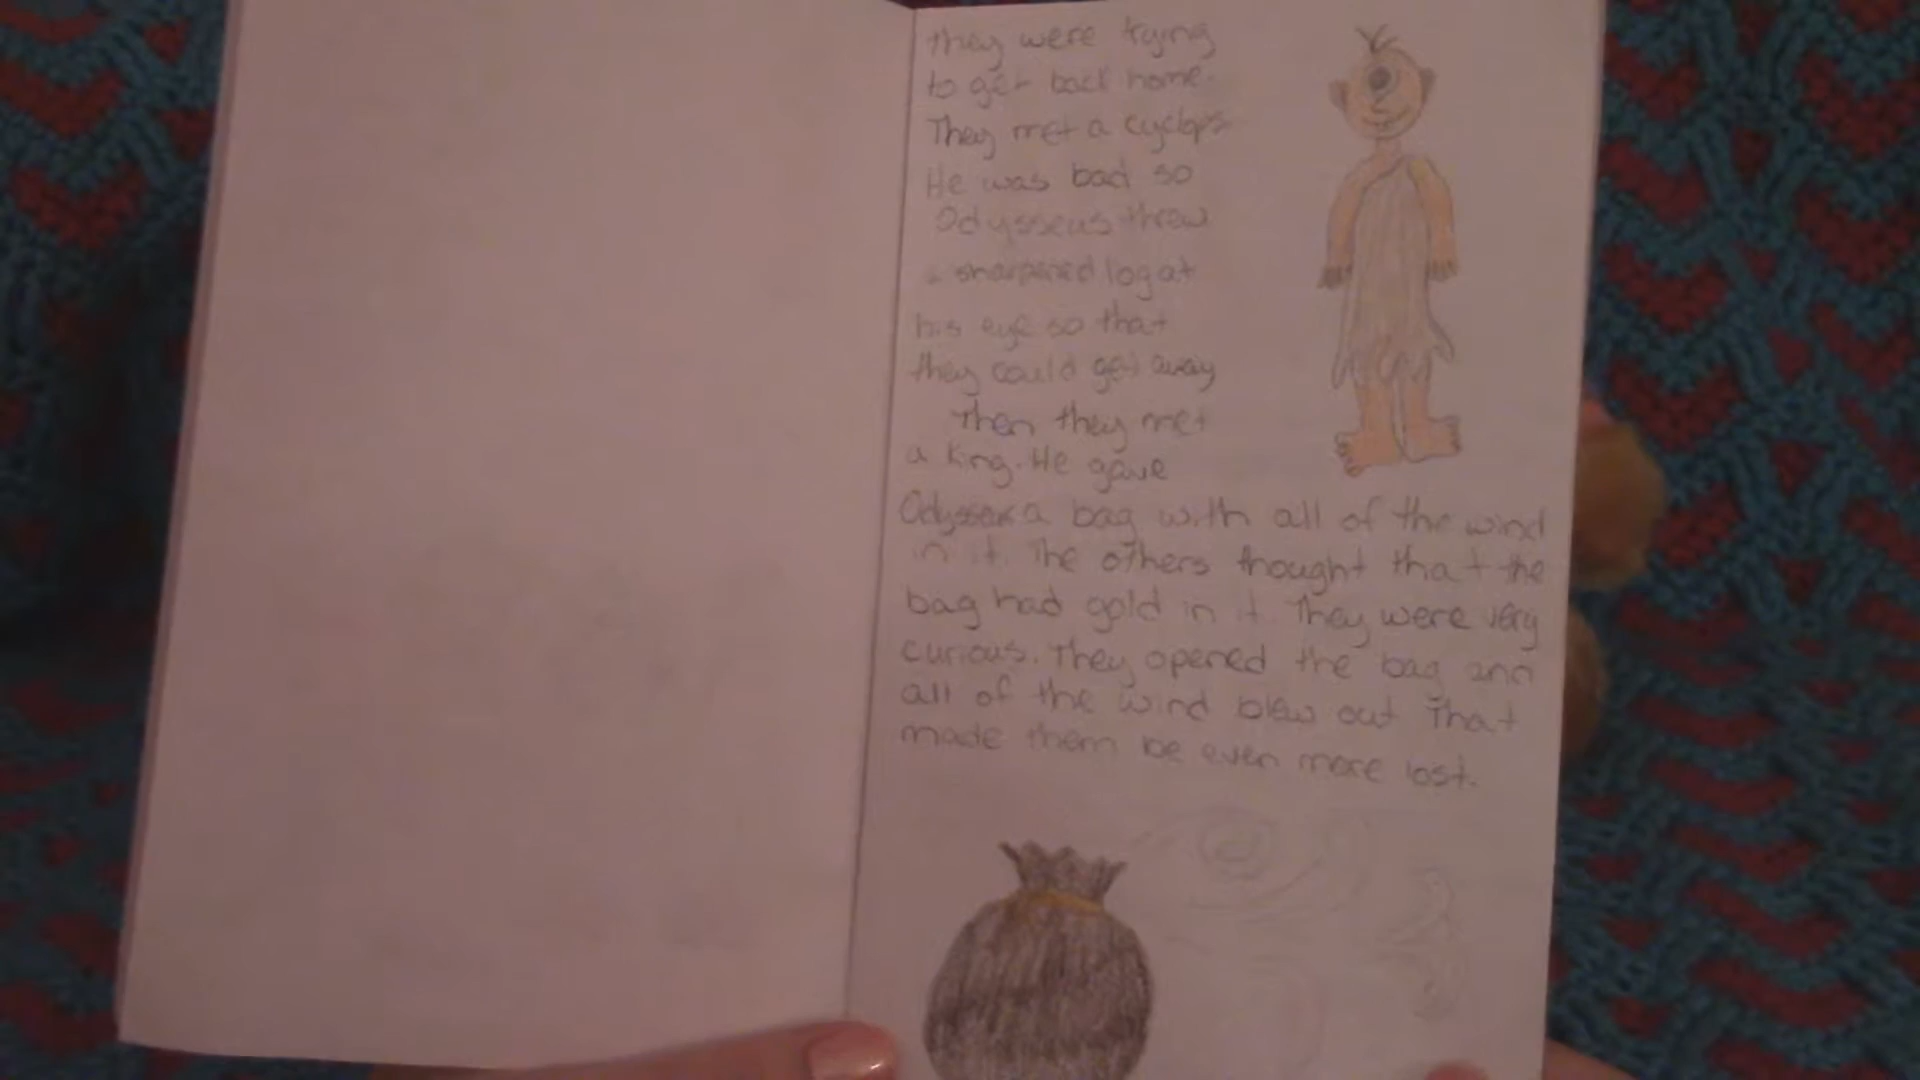 they were trying
to get back home.
They met a cyclops
He was bad so
Odysseus threw
a sharpened log at
his eye so that
they could get away
Then they met
a King. He gave
Odysseus a bag with all of the wind
in it. The others thought that the
bag had gold in it. They were very
curious. They opened the bag and
all of the wind blew out That
made them be even more lost.